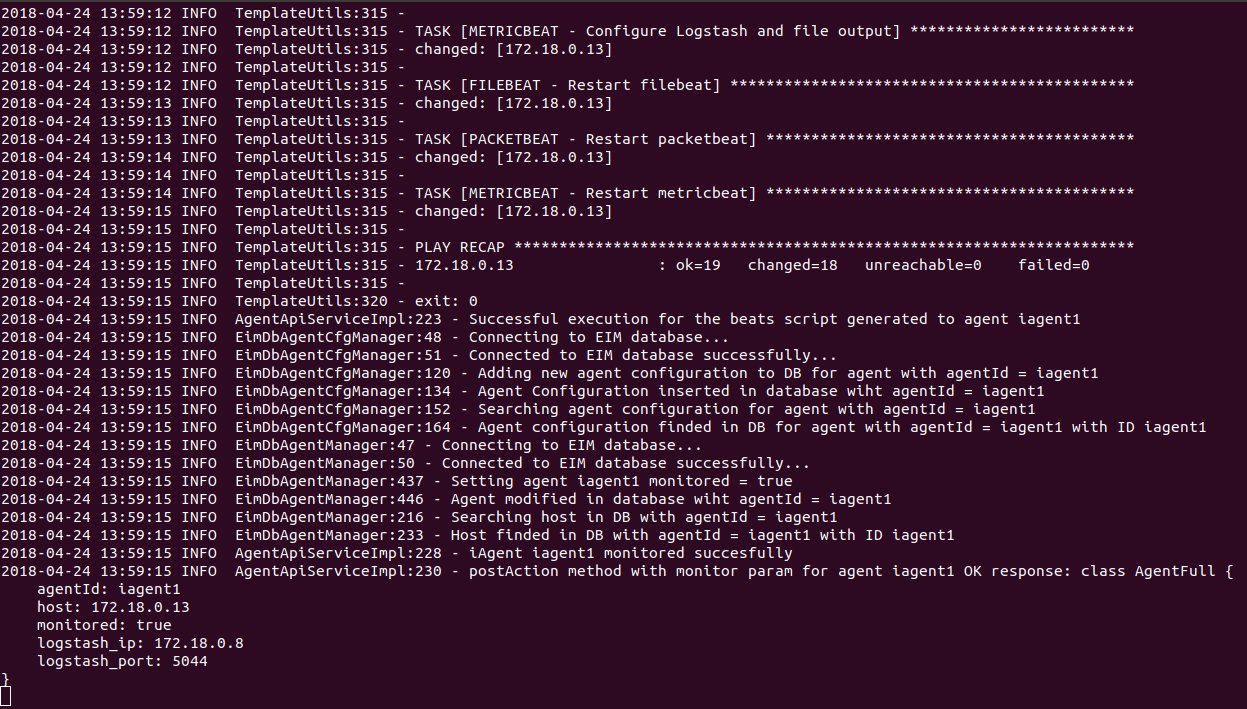 2018-04-24 13:59:12 INFO  TemplateUtils:315 -
2018-04-24 13:59:12 INFO  TemplateUtils:315 - TASK [METRICBEAT - Configure Logstash and file output] *************************
2018-04-24 13:59:12 INFO  TemplateUtils:315 - changed: [172.18.0.13]
2018-04-24 13:59:12 INFO  TemplateUtils:315 -
2018-04-24 13:59:12 INFO  TemplateUtils:315 - TASK [FILEBEAT - Restart filebeat] *********************************************
2018-04-24 13:59:13 INFO  TemplateUtils:315 - changed: [172.18.0.13]
2018-04-24 13:59:13 INFO  TemplateUtils:315 -
2018-04-24 13:59:13 INFO  TemplateUtils:315 - TASK [PACKETBEAT - Restart packetbeat] *****************************************
2018-04-24 13:59:14 INFO  TemplateUtils:315 - changed: [172.18.0.13]
2018-04-24 13:59:14 INFO  TemplateUtils:315 -
2018-04-24 13:59:14 INFO  TemplateUtils:315 - TASK [METRICBEAT - Restart metricbeat] *****************************************
2018-04-24 13:59:15 INFO  TemplateUtils:315 - changed: [172.18.0.13]
2018-04-24 13:59:15 INFO  TemplateUtils:315 -
2018-04-24 13:59:15 INFO  TemplateUtils:315 - PLAY RECAP *********************************************************************
2018-04-24 13:59:15 INFO  TemplateUtils:315 - 172.18.0.13                : ok=19   changed=18   unreachable=0    failed=0
2018-04-24 13:59:15 INFO  TemplateUtils:315 -
2018-04-24 13:59:15 INFO  TemplateUtils:320 - exit: 0
2018-04-24 13:59:15 INFO  AgentApiServiceImpl:223 - Successful execution for the beats script generated to agent iagent1
2018-04-24 13:59:15 INFO  EimDbAgentCfgManager:48 - Connecting to EIM database...
2018-04-24 13:59:15 INFO  EimDbAgentCfgManager:51 - Connected to EIM database successfully...
2018-04-24 13:59:15 INFO  EimDbAgentCfgManager:120 - Adding new agent configuration to DB for agent with agentId = iagent1
2018-04-24 13:59:15 INFO  EimDbAgentCfgManager:134 - Agent Configuration inserted in database wiht agentId = iagent1
2018-04-24 13:59:15 INFO  EimDbAgentCfgManager:152 - Searching agent configuration for agent with agentId = iagent1
2018-04-24 13:59:15 INFO  EimDbAgentCfgManager:164 - Agent configuration finded in DB for agent with agentId = iagent1 with ID iagent1
2018-04-24 13:59:15 INFO  EimDbAgentManager:47 - Connecting to EIM database...
2018-04-24 13:59:15 INFO  EimDbAgentManager:50 - Connected to EIM database successfully...
2018-04-24 13:59:15 INFO  EimDbAgentManager:437 - Setting agent iagent1 monitored = true
2018-04-24 13:59:15 INFO  EimDbAgentManager:446 - Agent modified in database wiht agentId = iagent1
2018-04-24 13:59:15 INFO  EimDbAgentManager:216 - Searching host in DB with agentId = iagent1
2018-04-24 13:59:15 INFO  EimDbAgentManager:233 - Host finded in DB with agentId = iagent1 with ID iagent1
2018-04-24 13:59:15 INFO  AgentApiServiceImpl:228 - iAgent iagent1 monitored succesfully
2018-04-24 13:59:15 INFO  AgentApiServiceImpl:230 - postAction method with monitor param for agent iagent1 OK response: class AgentFull {
    agentId: iagent1
    host: 172.18.0.13
    monitored: true
    logstash_ip: 172.18.0.8
    logstash_port: 5044
}